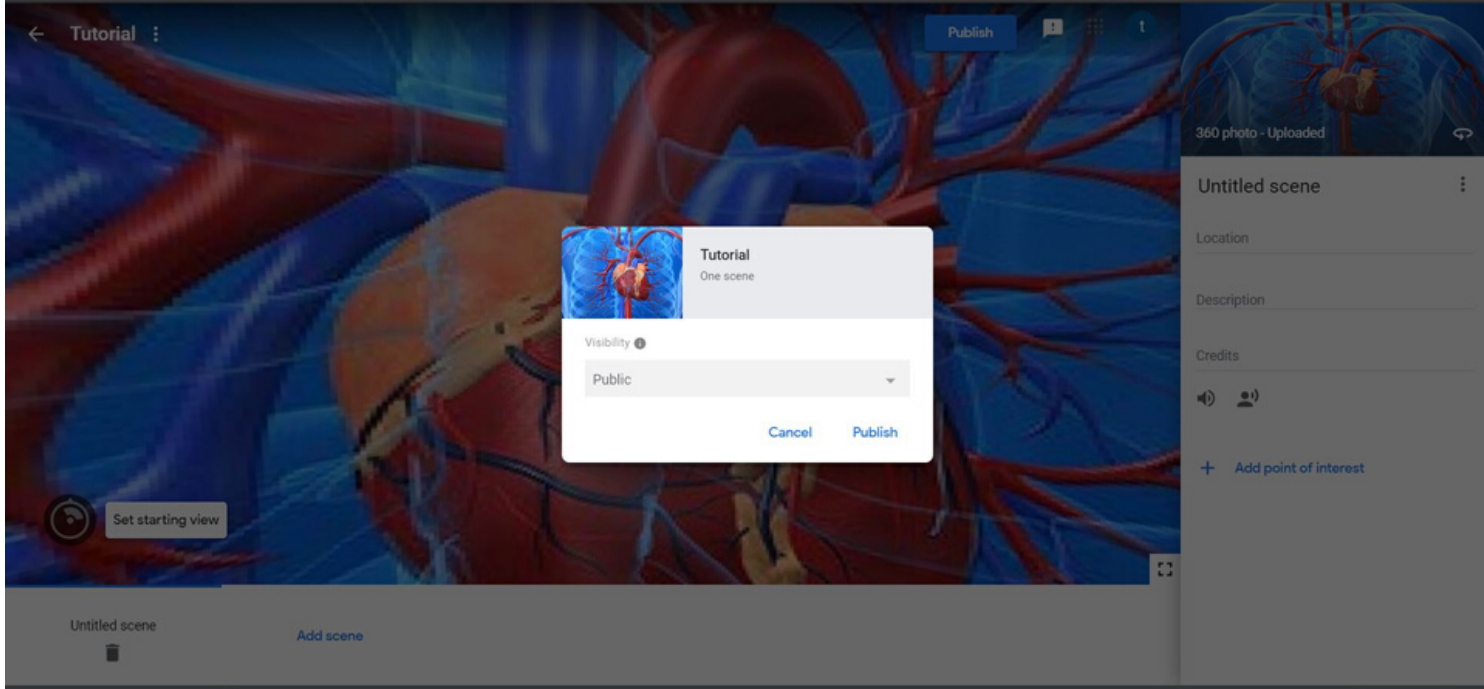 Tutorial
Publish
t
360 photo - Uploaded
Untitled scene
Location
Description
Credits
Add point of interest
Tutorial
One scene
Visibility
Public
Cancel Publish
Set starting view
Untitled scene
Add scene